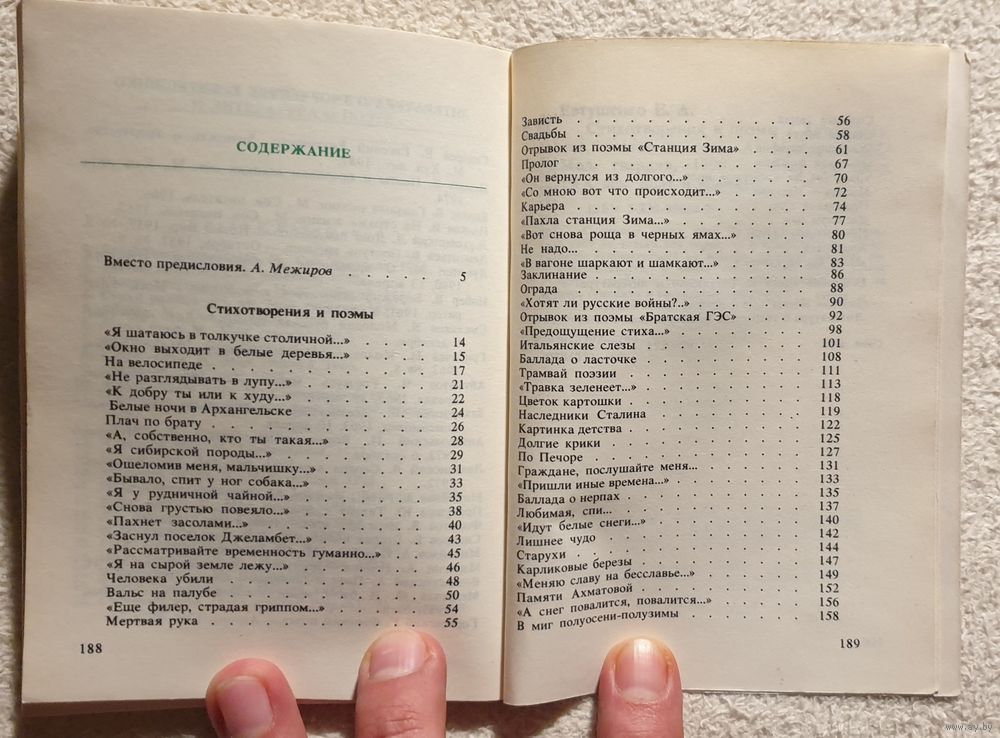 СОДЕРЖАНИЕ
Вместо предисловия. А. Межиров . . . . . 5
Стихотворения и поэмы
«Я шатаюсь в толкучке столичной...» . . . . 14
«Окно выходит в белые деревья...» . . . . . 15
На велосипеде . . . . . . . . . . . 17
«Не разглядывать в лупу...» . . . . . . . 21
«К добру ты или к худу...» . . . . . . . 22
Белые ночи в Архангельске . . . . . . . 24
Плач по брату . . . . . . . . . . . 26
«А, собственно, кто ты такая...» . . . . . . 28
«Я сибирской породы...» . . . . . . . . 29
«Ошеломив меня, мальчишку...» . . . . . . 31
«Бывало, спит у ног собака...» . . . . . . 33
«Я у рудничной чайной...» . . . . . . . 35
«Снова грустью повеяло...» . . . . . . . 38
«Пахнет засолами...» . . . . . . . . . 40
«Заснул поселок Джеламбет...» . . . . . . 43
«Рассматривайте временность гуманно...» . . . 45
«Я на сырой земле лежу...» . . . . . . . 46
Человека убили . . . . . . . . . . . 48
Вальс на палубе . . . . . . . . . . 50
«Еще филер, страдая гриппом...» . . . . . . 54
Мертвая рука . . . . . . . . . . . 55
188
Зависть . . . . . . . . . . . . . 56
Свадьбы . . . . . . . . . . . . . 58
Отрывок из поэмы «Станция Зима» . . . . . 61
Пролог . . . . . . . . . . . . . 67
«Он вернулся из долгого...» . . . . . . . 70
«Со мною вот что происходит...» . . . . . . 72
Карьера . . . . . . . . . . . . . 74
«Пахла станция Зима...» . . . . . . . . 77
«Вот снова роща в черных ямах...» . . . . . 80
Не надо... . . . . . . . . . . . . 81
«В вагоне шаркают и шамкают...» . . . . . . 83
Заклинание . . . . . . . . . . . . 86
Ограда . . . . . . . . . . . . . 88
«Хотят ли русские войны?..» . . . . . . . 90
Отрывок из поэмы «Братская ГЭС» . . . . . 92
«Предощущение стиха...» . . . . . . . . 98
Итальянские слезы . . . . . . . . . . 101
Баллада о ласточке . . . . . . . . . . 108
Трамвай поэзии . . . . . . . . . . . 111
«Травка зеленеет...» . . . . . . . . . 113
Цветок картошки . . . . . . . . . . 118
Наследники Сталина . . . . . . . . . 119
Картинка детства . . . . . . . . . . 122
Долгие крики . . . . . . . . . . . 125
По Печоре . . . . . . . . . . . . 127
Граждане, послушайте меня... . . . . . . . 131
«Пришли иные времена...» . . . . . . . . 133
Баллада о нерпах . . . . . . . . . . 135
Любимая, спи... . . . . . . . . . . . 137
«Идут белые снеги...» . . . . . . . . . 140
Лишнее чудо . . . . . . . . . . . 142
Старухи . . . . . . . . . . . . . 144
Карликовые березы . . . . . . . . . . 147
«Меняю славу на бесславье...» . . . . . . 149
Памяти Ахматовой . . . . . . . . . . 152
«А снег повалится, повалится...» . . . . . . 156
В миг полуосени-полузимы . . . . . . . . 158
189
www.ay.by